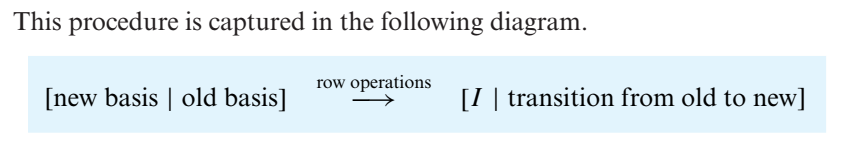 This procedure is captured in the following diagram.
[new basis | old basis] row operations ⟶ [I | transition from old to new]